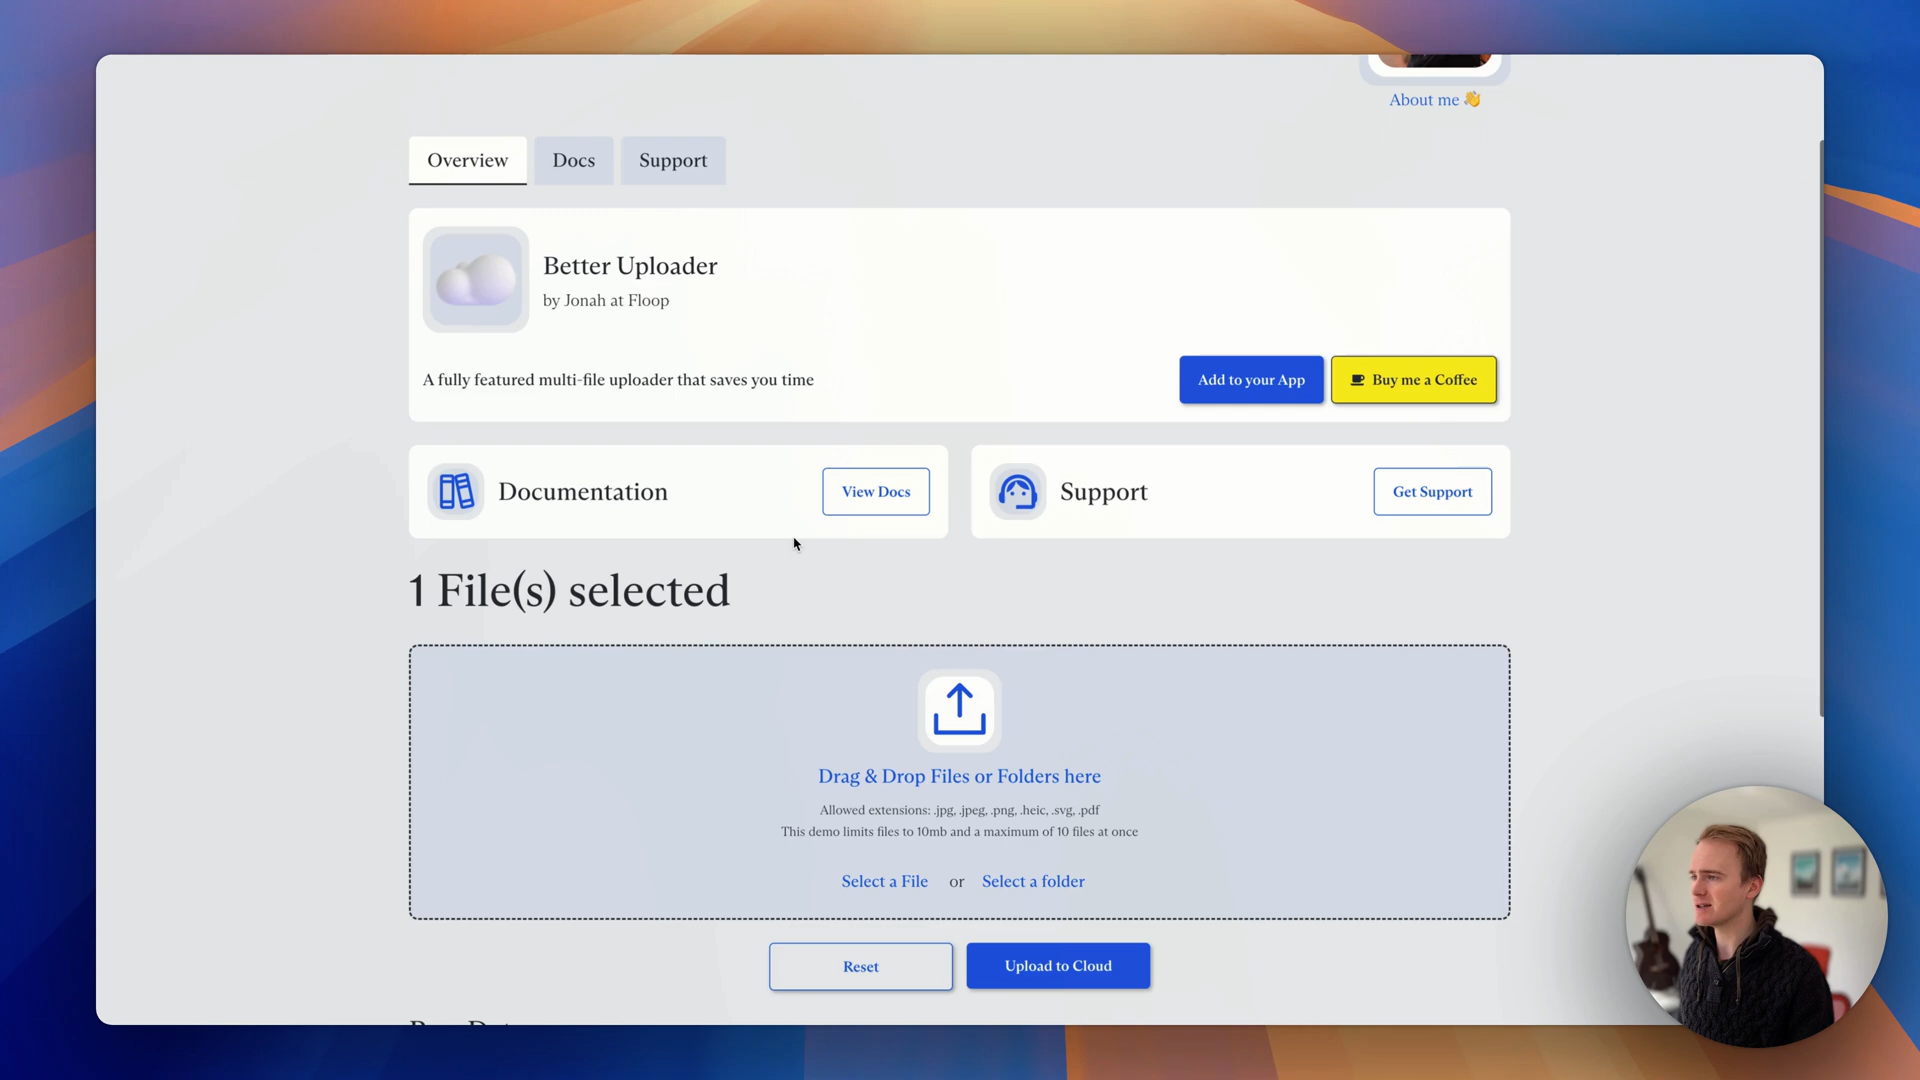 About me 👋
Overview
Docs
Support
Better Uploader
by Jonah at Floop
A fully featured multi-file uploader that saves you time
Add to your App
Buy me a Coffee
Documentation
View Docs
Support
Get Support
1 File(s) selected
Drag & Drop Files or Folders here
Allowed extensions: .jpg, .jpeg, .png, .heic, .svg, .pdf
This demo limits files to 10mb and a maximum of 10 files at once
Select a File or Select a folder
Reset
Upload to Cloud